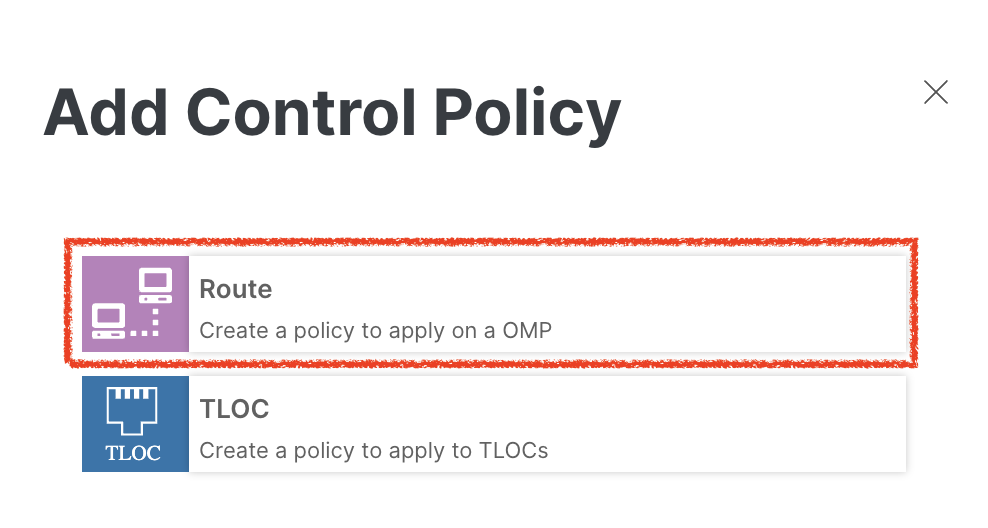 Add Control Policy
Route
Create a policy to apply on a OMP
TLOC
TLOC
Create a policy to apply to TLOCs